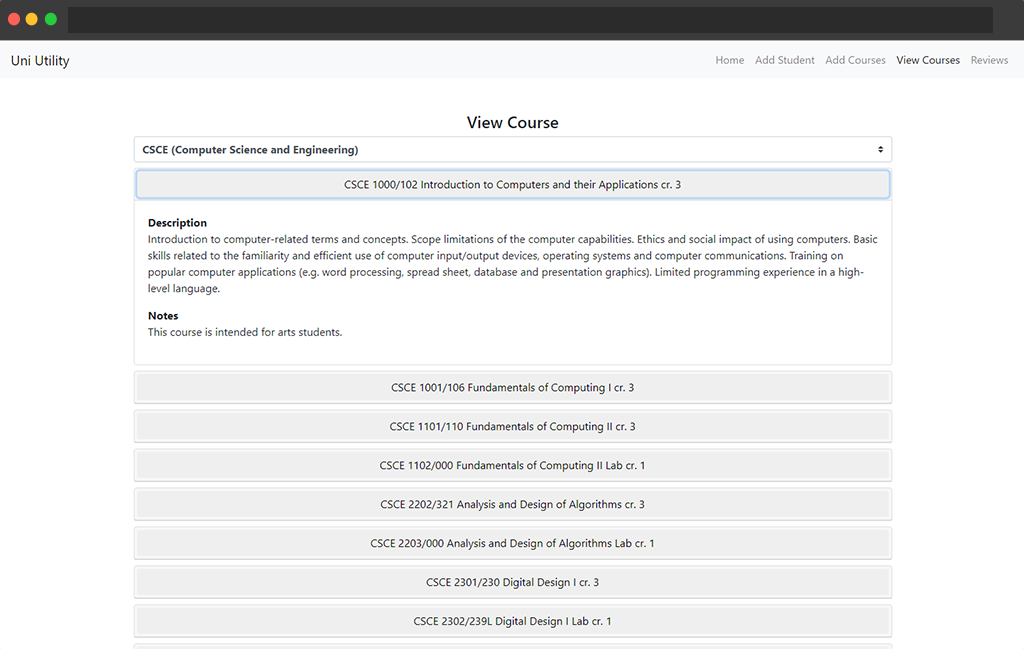 Uni Utility
Home Add Student Add Courses View Courses Reviews
View Course
CSCE (Computer Science and Engineering)
CSCE 1000/102 Introduction to Computers and their Applications cr. 3
Description
Introduction to computer-related terms and concepts. Scope limitations of the computer capabilities. Ethics and social impact of using computers. Basic
skills related to the familiarity and efficient use of computer input/output devices, operating systems and computer communications. Training on
popular computer applications (e.g. word processing, spread sheet, database and presentation graphics). Limited programming experience in a high-
level language.
Notes
This course is intended for arts students.
CSCE 1001/106 Fundamentals of Computing I cr. 3
CSCE 1101/110 Fundamentals of Computing II cr. 3
CSCE 1102/000 Fundamentals of Computing II Lab cr. 1
CSCE 2202/321 Analysis and Design of Algorithms cr. 3
CSCE 2203/000 Analysis and Design of Algorithms Lab cr. 1
CSCE 2301/230 Digital Design I cr. 3
CSCE 2302/239L Digital Design I Lab cr. 1